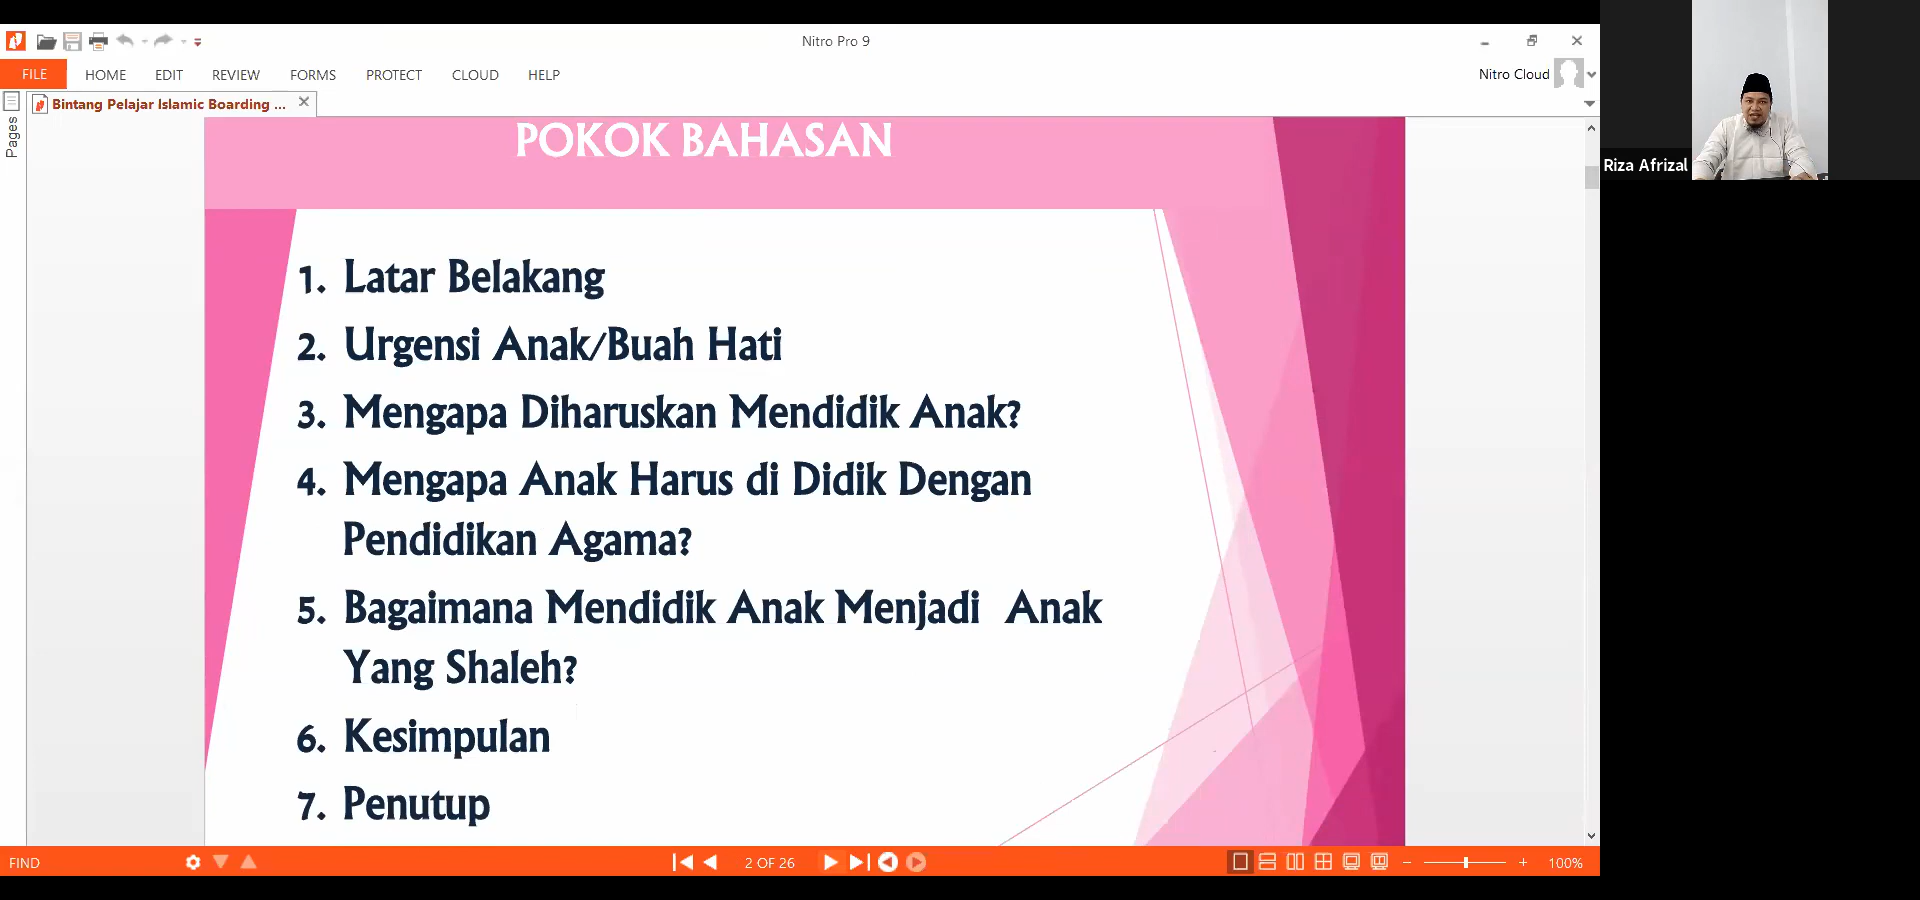 Nitro Pro 9
FILE HOME EDIT REVIEW FORMS PROTECT CLOUD HELP
Nitro Cloud
Bintang Pelajar Islamic Boarding ...
Pages
POKOK BAHASAN
1. Latar Belakang
2. Urgensi Anak/Buah Hati
3. Mengapa Diharuskan Mendidik Anak?
4. Mengapa Anak Harus di Didik Dengan
Pendidikan Agama?
5. Bagaimana Mendidik Anak Menjadi Anak
Yang Shaleh?
6. Kesimpulan
7. Penutup
FIND
2 OF 26
100%
Riza Afrizal